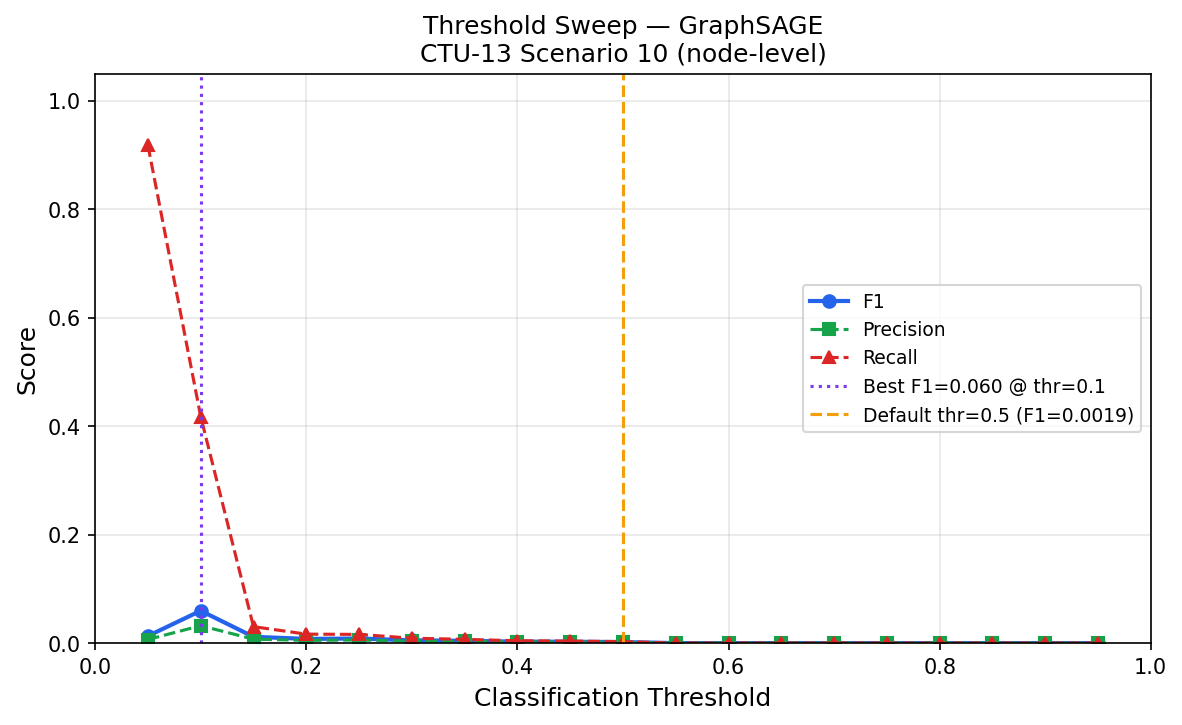 Threshold Sweep — GraphSAGE
CTU-13 Scenario 10 (node-level)
Score
1.0
0.8
0.6
0.4
0.2
0.0
F1
Precision
Recall
Best F1=0.060 @ thr=0.1
Default thr=0.5 (F1=0.0019)
0.0 0.2 0.4 0.6 0.8 1.0
Classification Threshold